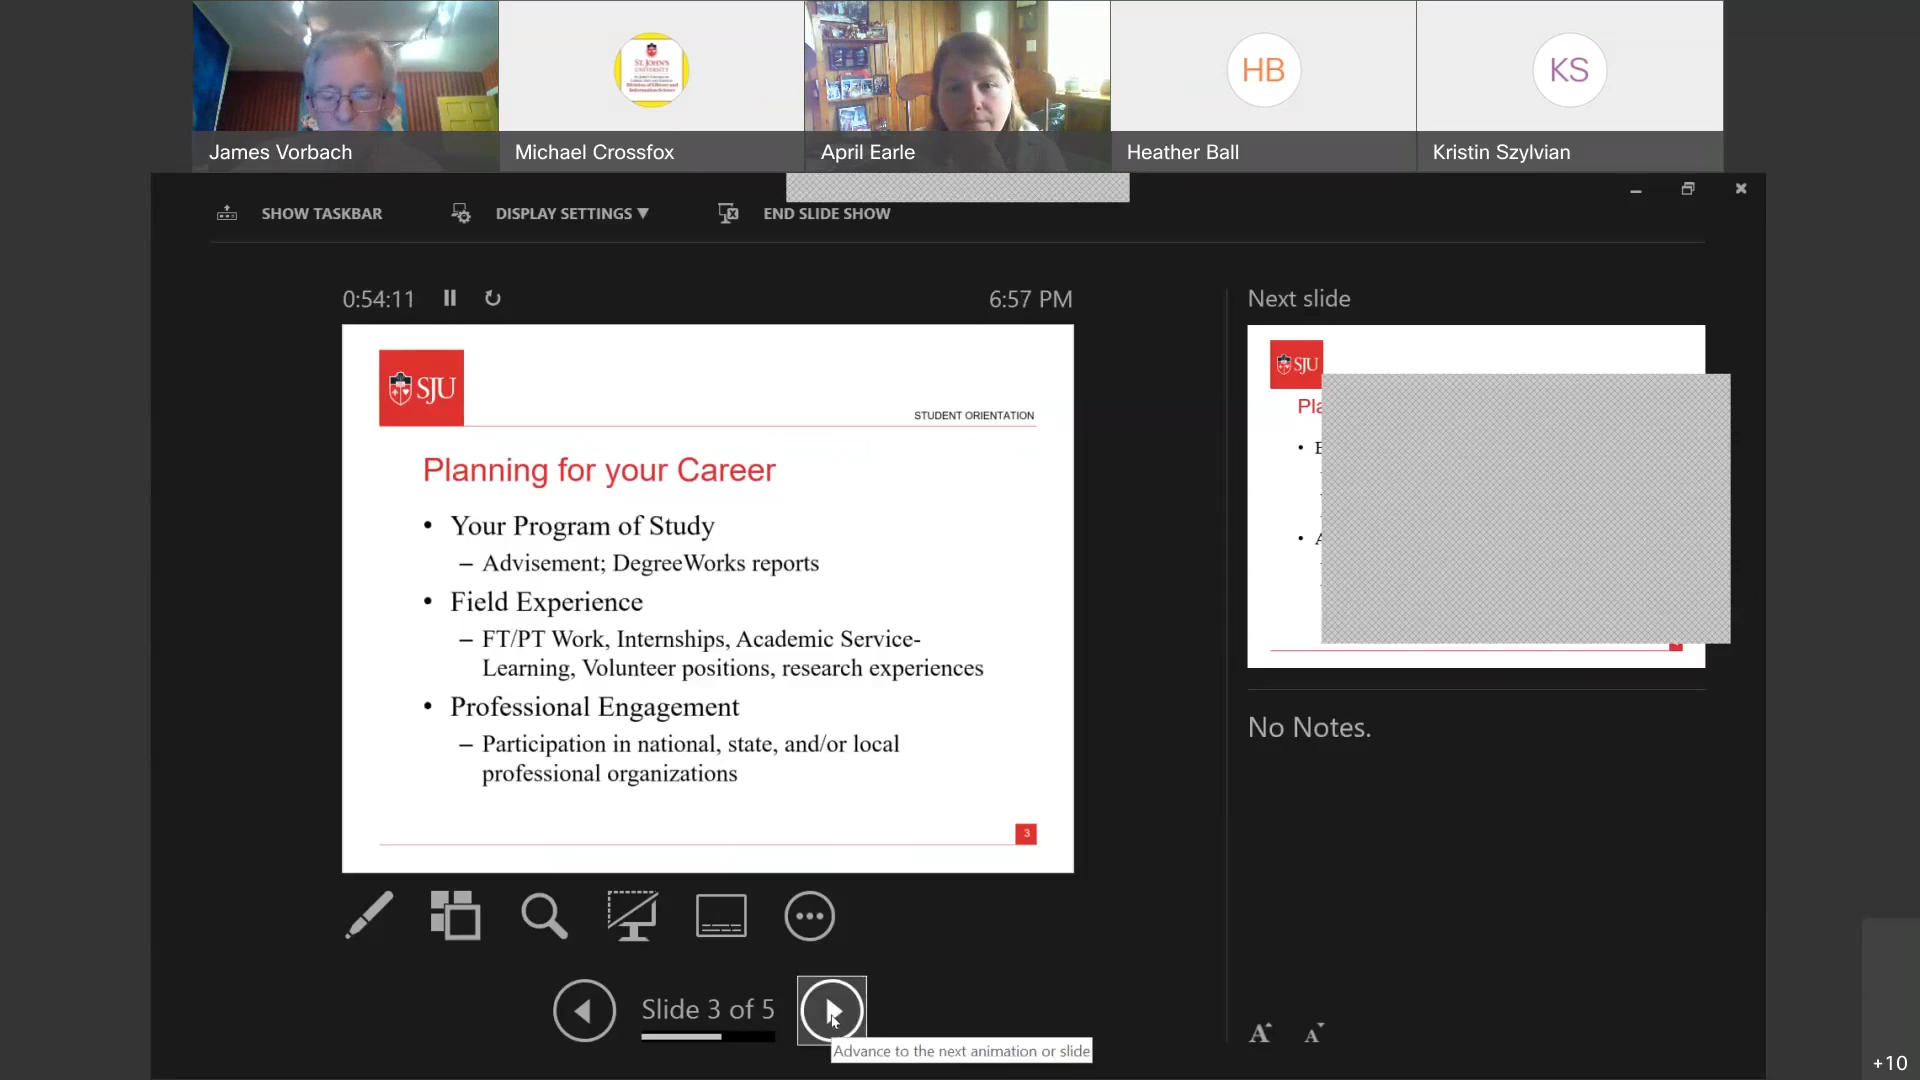 ST. JOHN'S
UNIVERSITY
HB
KS
James Vorbach
Michael Crossfox
April Earle
Heather Ball
Kristin Szylvian
SHOW TASKBAR
DISPLAY SETTINGS ▼
END SLIDE SHOW
0:54:11
6:57 PM
Next slide
SJU
STUDENT ORIENTATION
Planning for your Career
• Your Program of Study
– Advisement; DegreeWorks reports
• Field Experience
– FT/PT Work, Internships, Academic Service-
Learning, Volunteer positions, research experiences
• Professional Engagement
– Participation in national, state, and/or local
professional organizations
3
SJU
No Notes.
Slide 3 of 5
Advance to the next animation or slide
A
A
+10